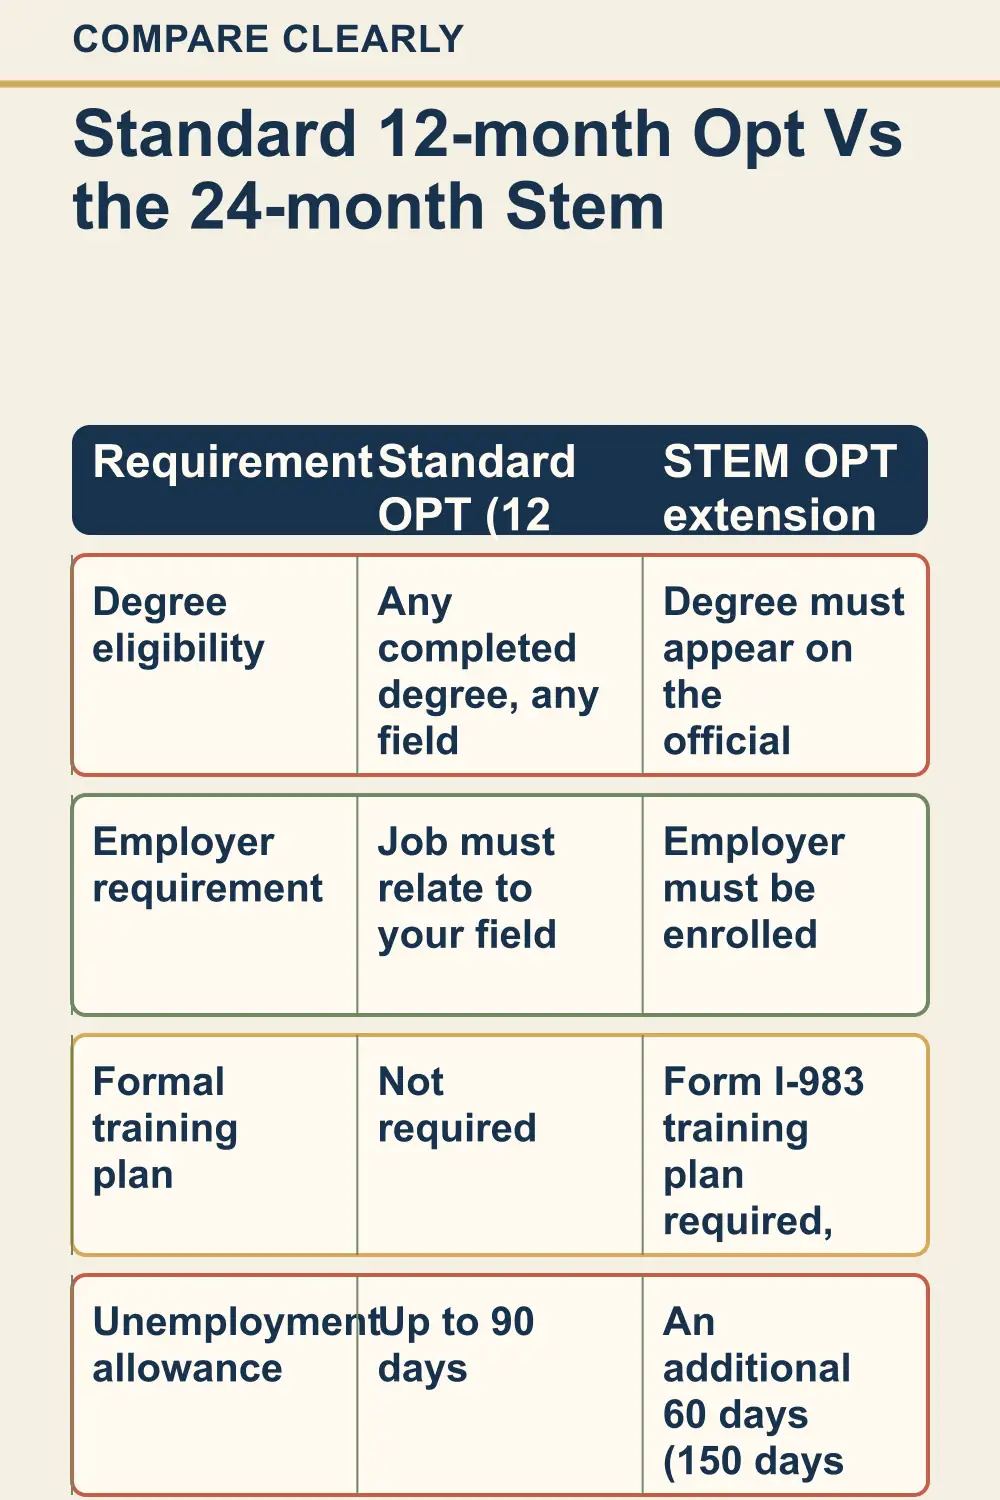 COMPARE CLEARLY
Standard 12-month Opt Vs
the 24-month Stem
Requirement
Standard
OPT (12
STEM OPT
extension
Degree
eligibility
Any
completed
degree, any
field
Degree must
appear on
the
official
Employer
requirement
Job must
relate to
your field
Employer
must be
enrolled
Formal
training
plan
Not
required
Form I-983
training
plan
required,
Unemployment
allowance
Up to 90
days
An
additional
60 days
(150 days